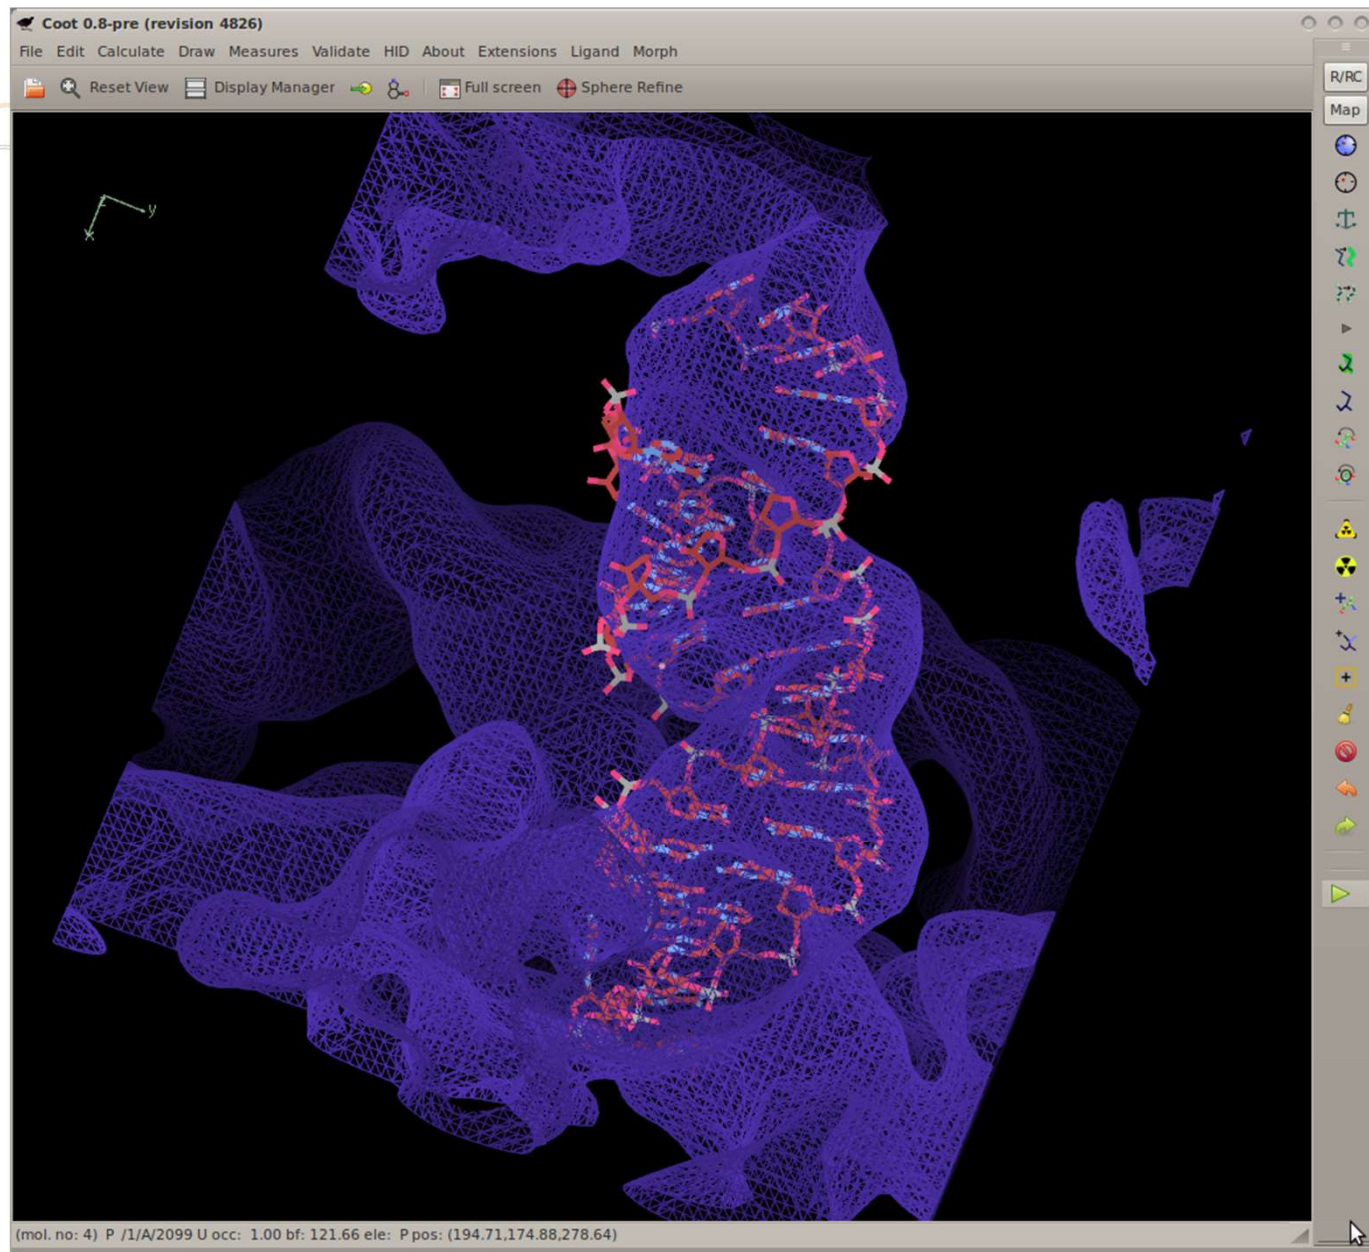 Coot 0.8-pre (revision 4826)
File Edit Calculate Draw Measures Validate HID About Extensions Ligand Morph
Reset View Display Manager Full screen Sphere Refine
R/RC
Map
y
x
(mol. no: 4) P /1/A/2099 U occ: 1.00 bf: 121.66 ele: P pos: (194.71,174.88,278.64)